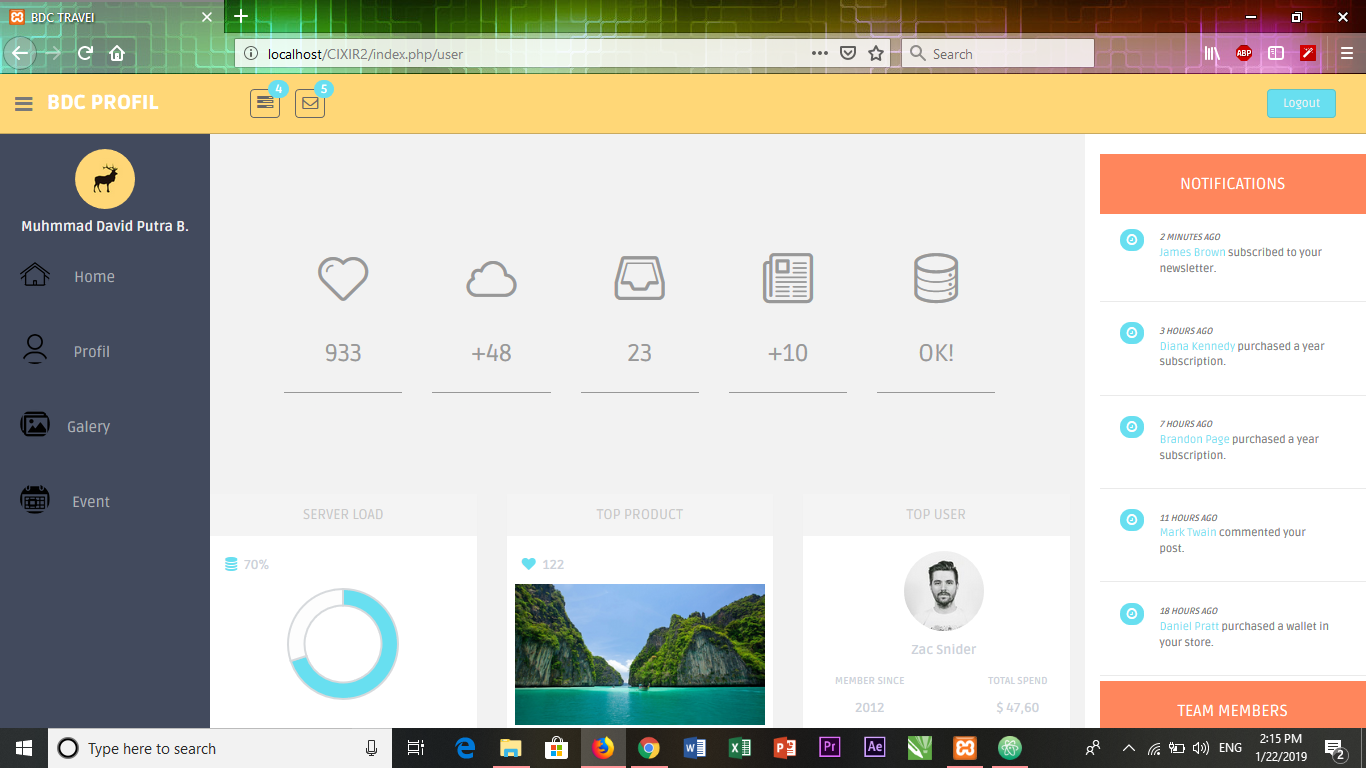 BDC TRAVEl
localhost/CIXIR2/index.php/user
Search
ABP
BDC PROFIL
4
5
Logout
Muhmmad David Putra B.
Home
Profil
Galery
Event
933
+48
23
+10
OK!
SERVER LOAD
70%
TOP PRODUCT
122
TOP USER
Zac Snider
MEMBER SINCE
TOTAL SPEND
2012
$ 47,60
NOTIFICATIONS
2 MINUTES AGO
James Brown subscribed to your
newsletter.
3 HOURS AGO
Diana Kennedy purchased a year
subscription.
7 HOURS AGO
Brandon Page purchased a year
subscription.
11 HOURS AGO
Mark Twain commented your
post.
18 HOURS AGO
Daniel Pratt purchased a wallet in
your store.
TEAM MEMBERS
Type here to search
Pr
Ae
ENG
2:15 PM
1/22/2019
2